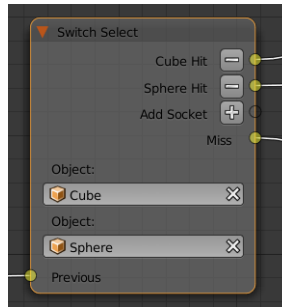 Switch Select
Cube Hit
Sphere Hit
Add Socket
Miss
Object:
Cube
Object:
Sphere
Previous